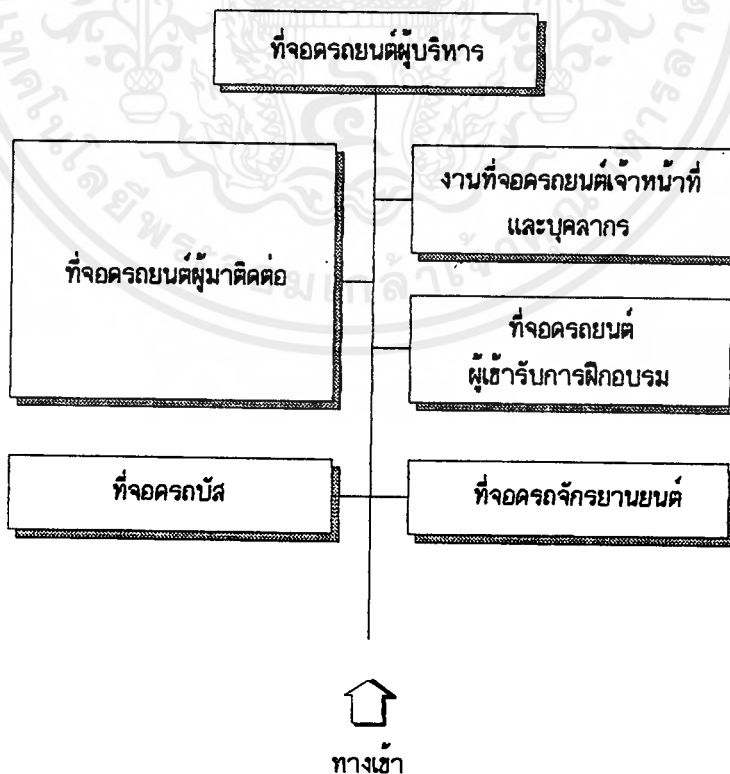 ที่จอดรถยนต์ผู้บริหาร
งานที่จอดรถยนต์เจ้าหน้าที่
และบุคลากร
ที่จอดรถยนต์ผู้มาติดต่อ
ที่จอดรถยนต์
ผู้เข้ารับการฝึกอบรม
ที่จอดรถบัส
ที่จอดรถจักรยานยนต์
ทางเข้า